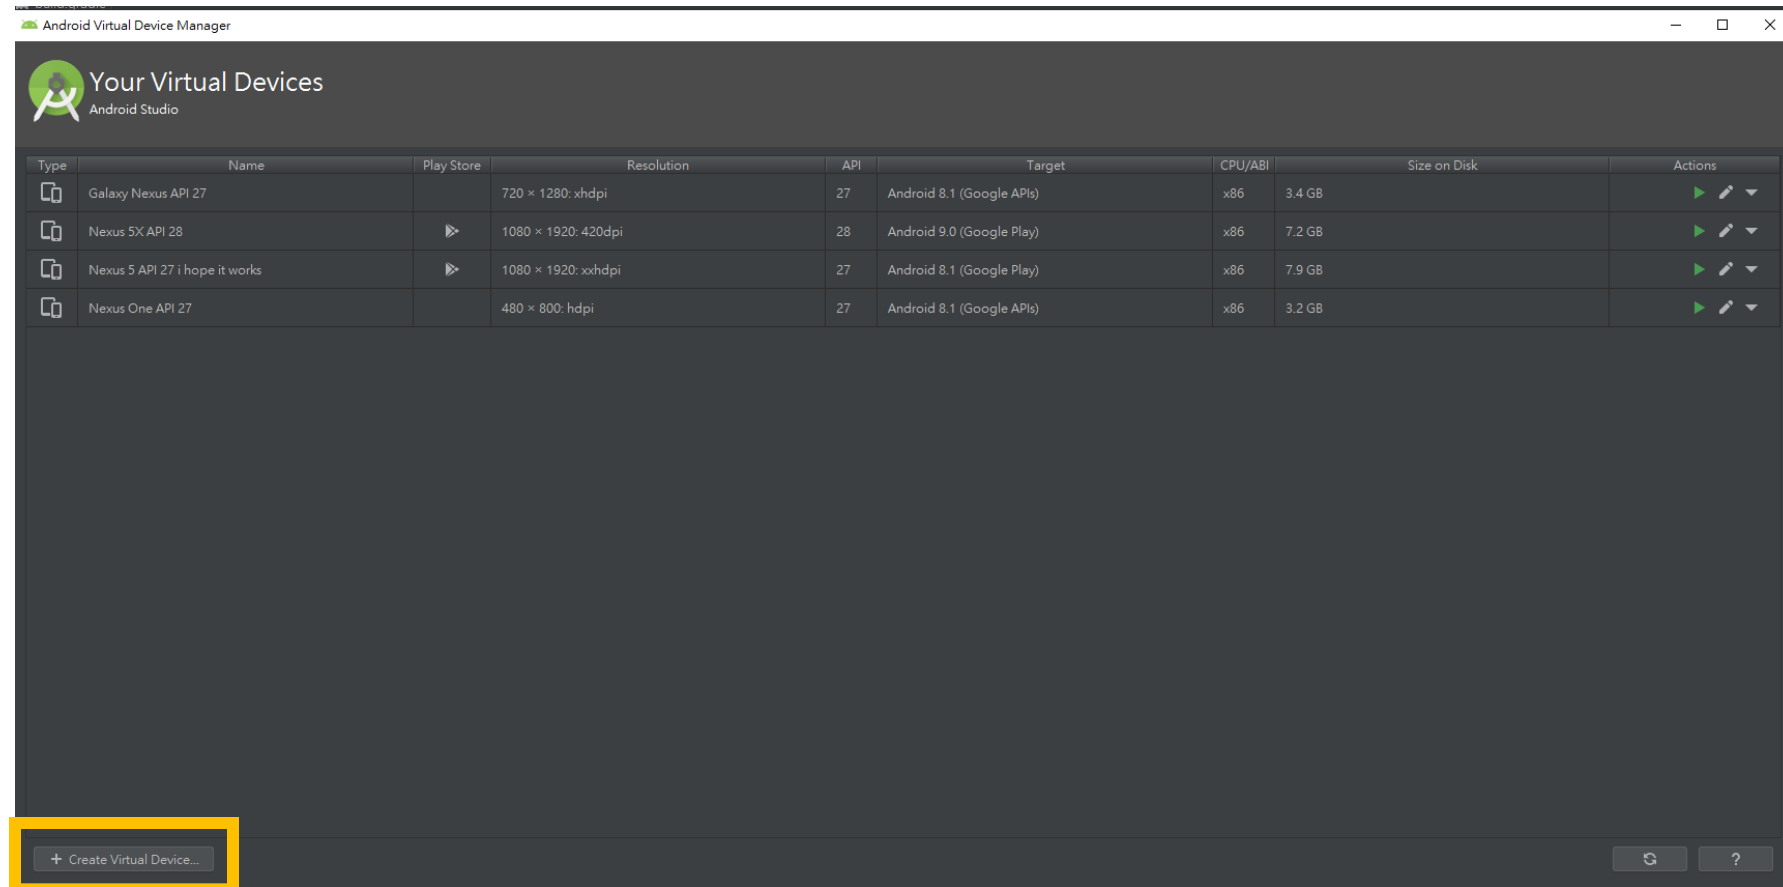 Android Virtual Device Manager
Your Virtual Devices
Android Studio
Type Name Play Store Resolution API Target CPU/ABI Size on Disk Actions
Galaxy Nexus API 27 720 × 1280: xhdpi 27 Android 8.1 (Google APIs) x86 3.4 GB
Nexus 5X API 28 1080 × 1920: 420dpi 28 Android 9.0 (Google Play) x86 7.2 GB
Nexus 5 API 27 i hope it works 1080 × 1920: xxhdpi 27 Android 8.1 (Google Play) x86 7.9 GB
Nexus One API 27 480 × 800: hdpi 27 Android 8.1 (Google APIs) x86 3.2 GB
+ Create Virtual Device... ?